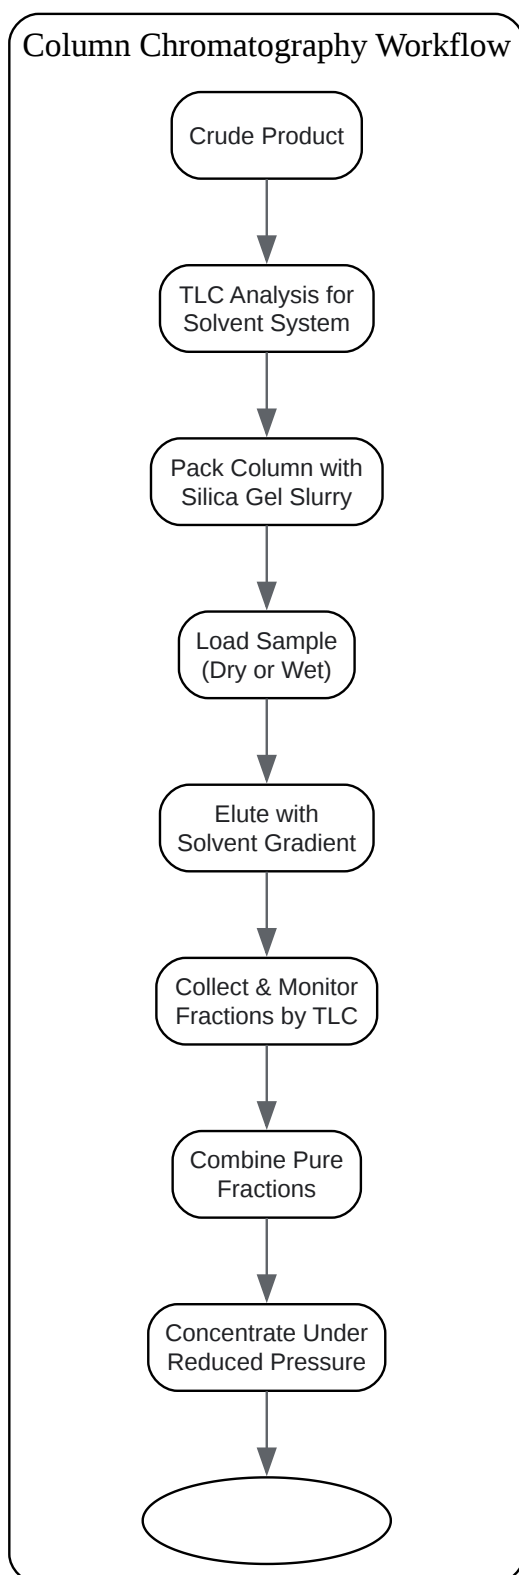 Column Chromatography Workflow
Crude Product
TLC Analysis for
Solvent System
Pack Column with
Silica Gel Slurry
Load Sample
(Dry or Wet)
Elute with
Solvent Gradient
Collect & Monitor
Fractions by TLC
Combine Pure
Fractions
Concentrate Under
Reduced Pressure